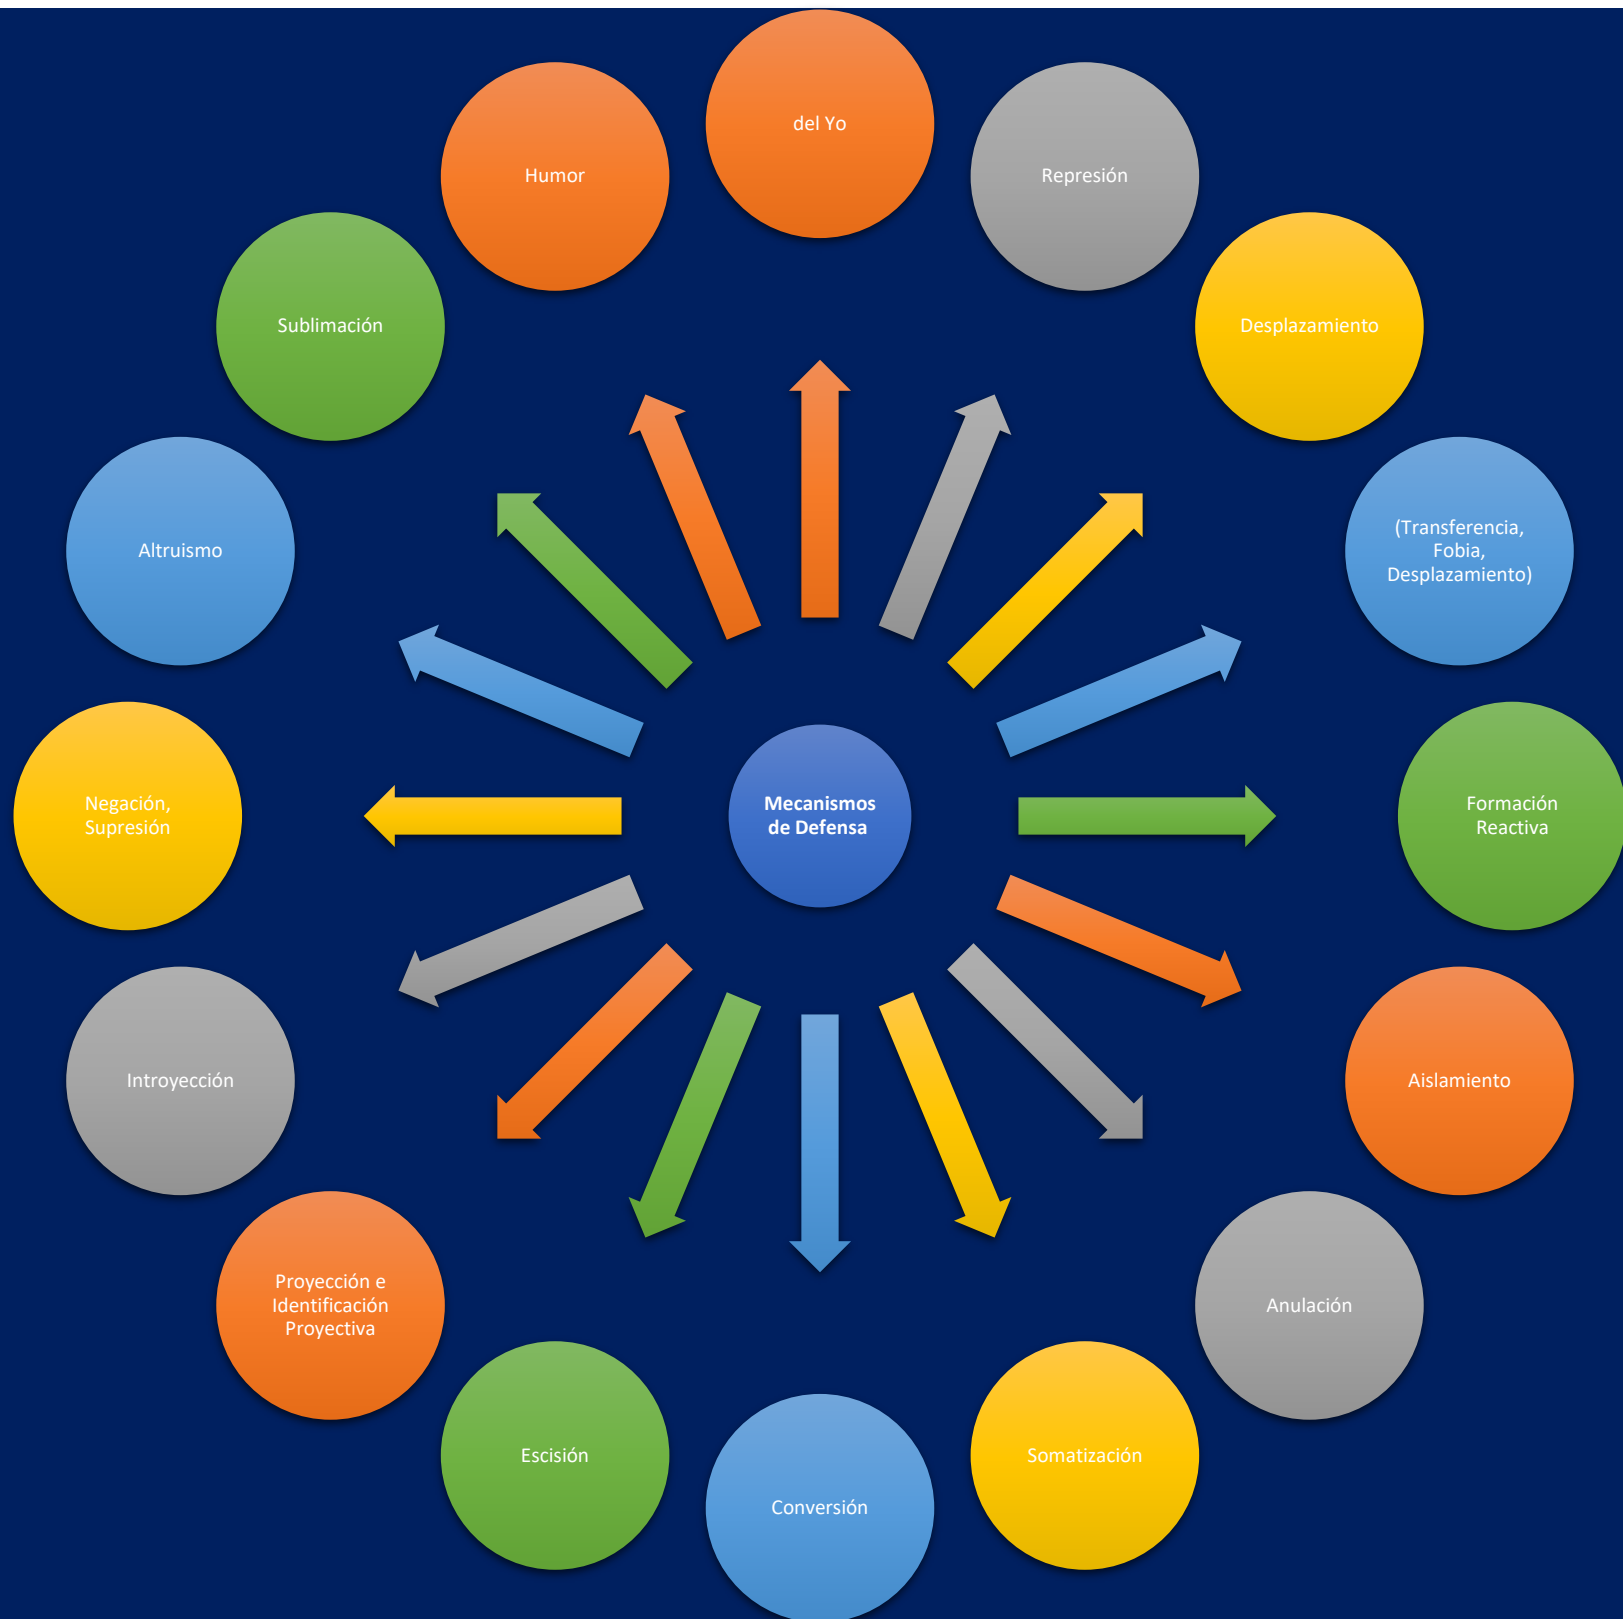 del Yo
Humor
Represión
Sublimación
Desplazamiento
Altruismo
(Transferencia,
Fobia,
Desplazamiento)
Negación,
Supresión
Mecanismos
de Defensa
Formación
Reactiva
Introyección
Aislamiento
Proyección e
Identificación
Proyectiva
Anulación
Escisión
Somatización
Conversión